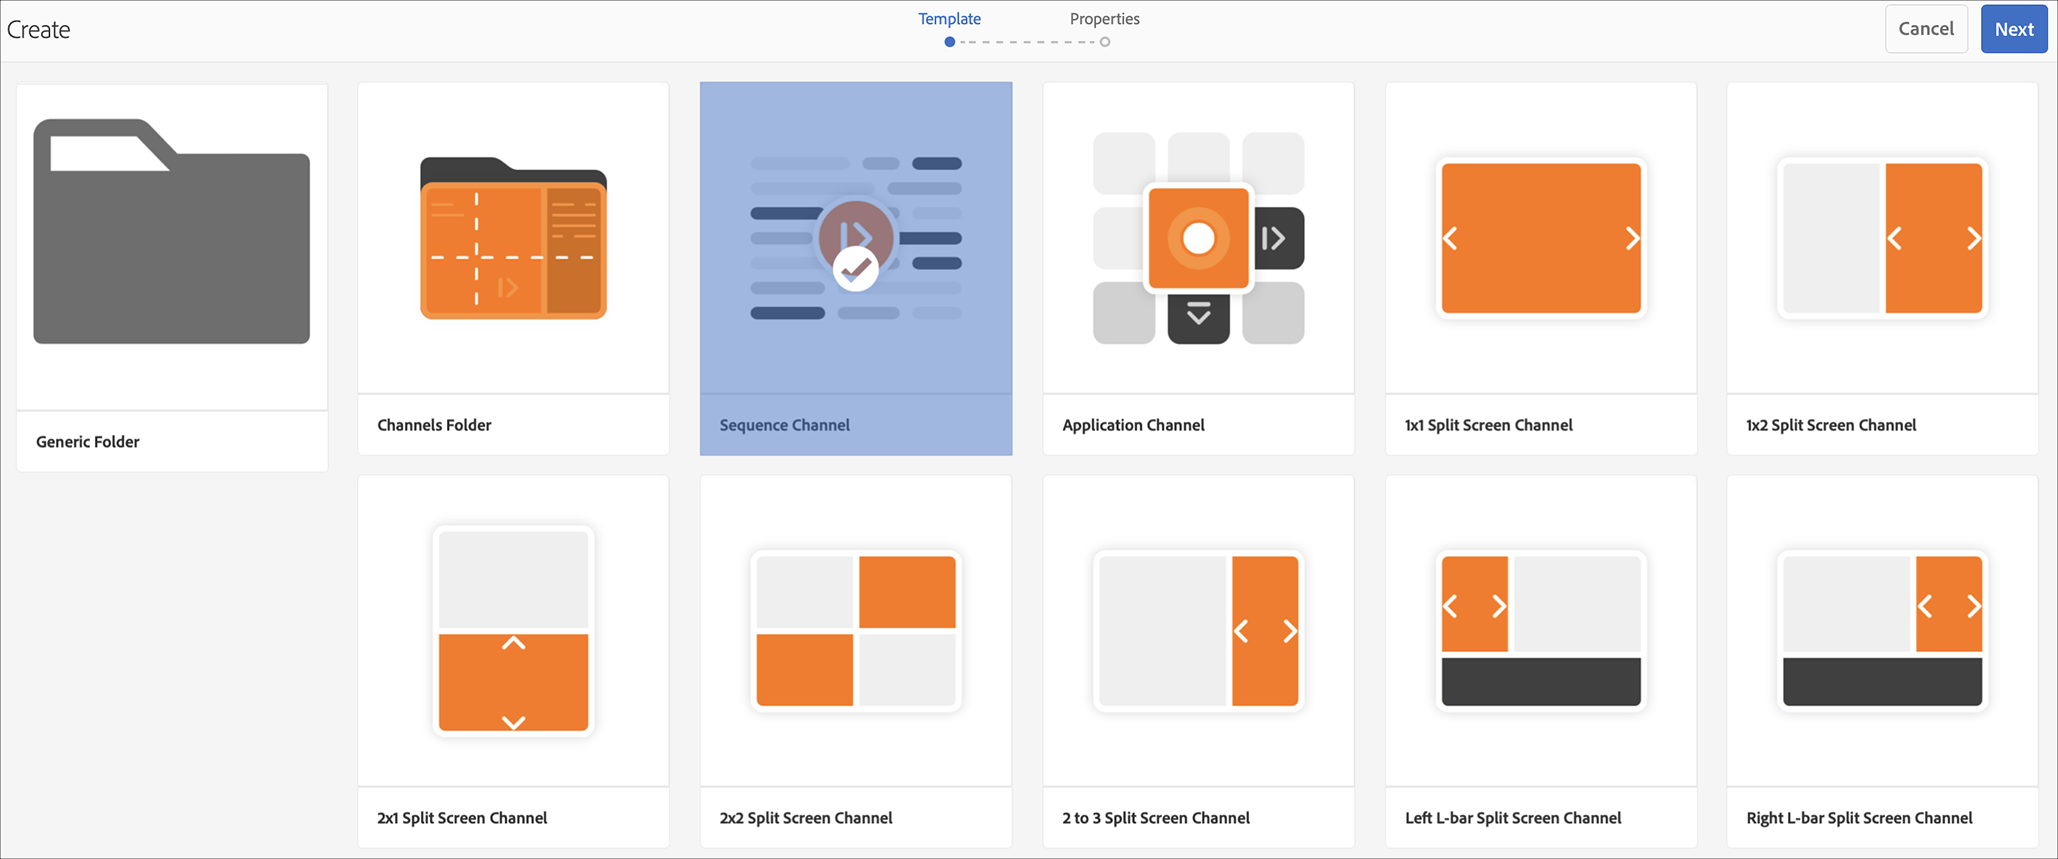 Create
Template
Properties
Cancel
Next
Generic Folder
Channels Folder
Sequence Channel
Application Channel
1x1 Split Screen Channel
1x2 Split Screen Channel
2x1 Split Screen Channel
2x2 Split Screen Channel
2 to 3 Split Screen Channel
Left L-bar Split Screen Channel
Right L-bar Split Screen Channel